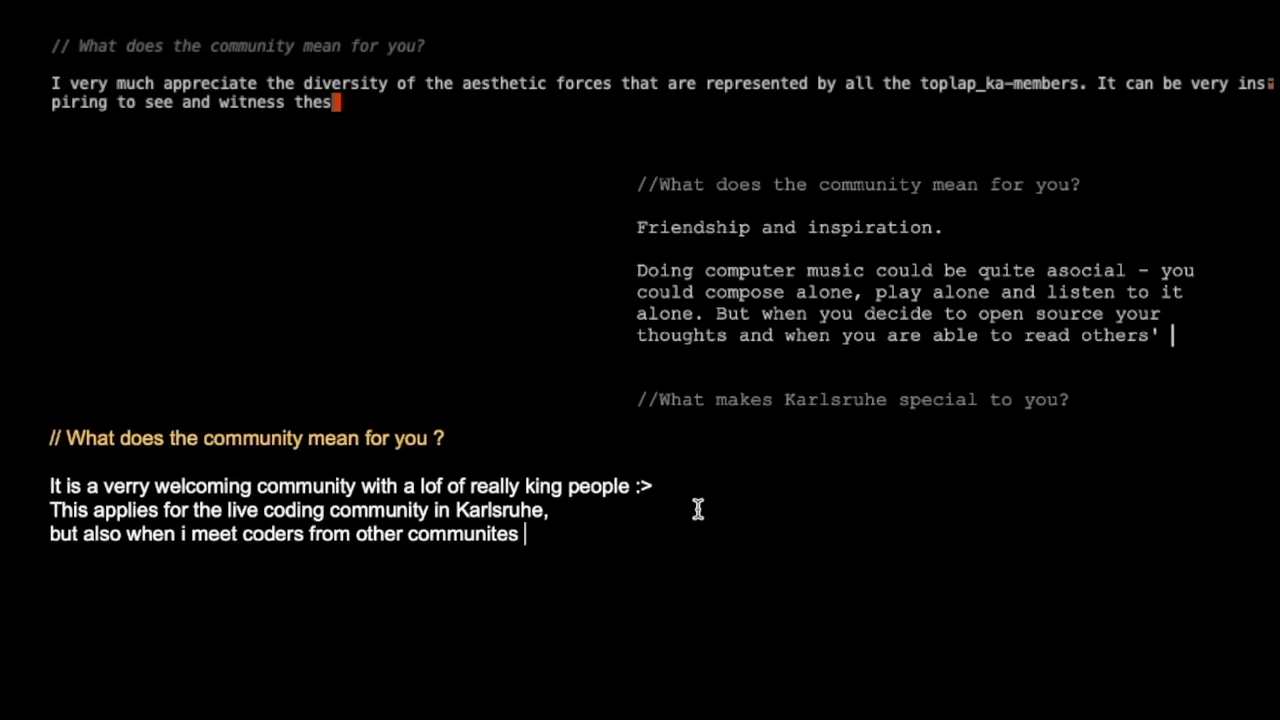 // What does the community mean for you?
I very much appreciate the diversity of the aesthetic forces that are represented by all the toplap_ka-members. It can be very ins
piring to see and witness thes
//What does the community mean for you?
Friendship and inspiration.
Doing computer music could be quite asocial - you
could compose alone, play alone and listen to it
alone. But when you decide to open source your
thoughts and when you are able to read others'
//What makes Karlsruhe special to you?
// What does the community mean for you ?
It is a verry welcoming community with a lof of really king people :>
This applies for the live coding community in Karlsruhe,
but also when i meet coders from other communites